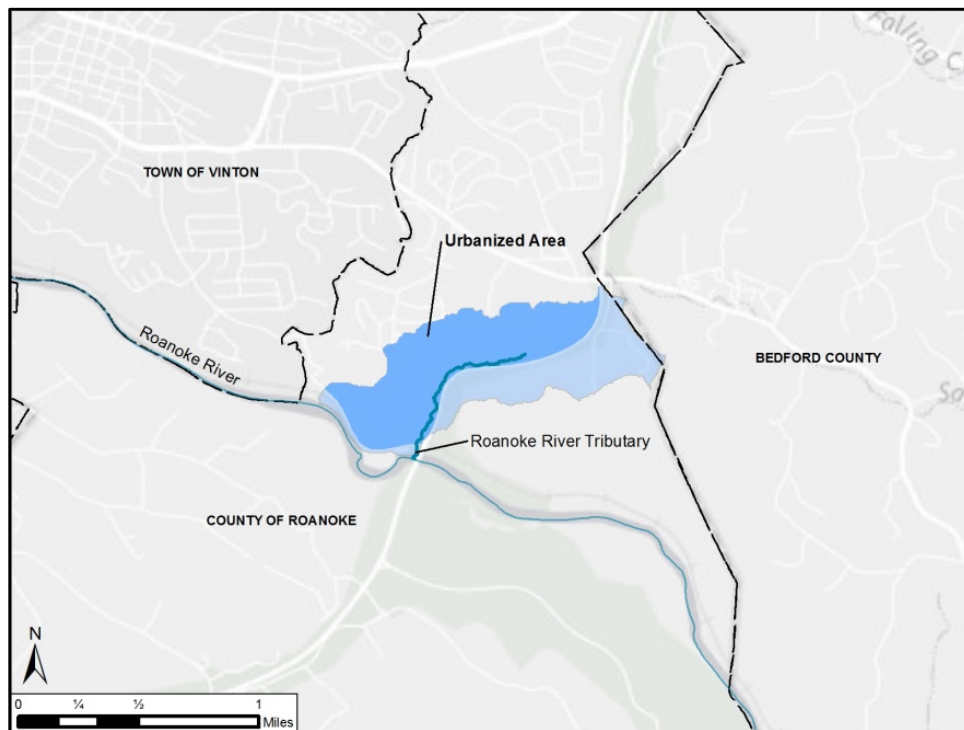 Falling C
TOWN OF VINTON
Urbanized Area
Roanoke River
BEDFORD COUNTY
Roanoke River Tributary
COUNTY OF ROANOKE
N
0 ¼ ½ 1
Miles